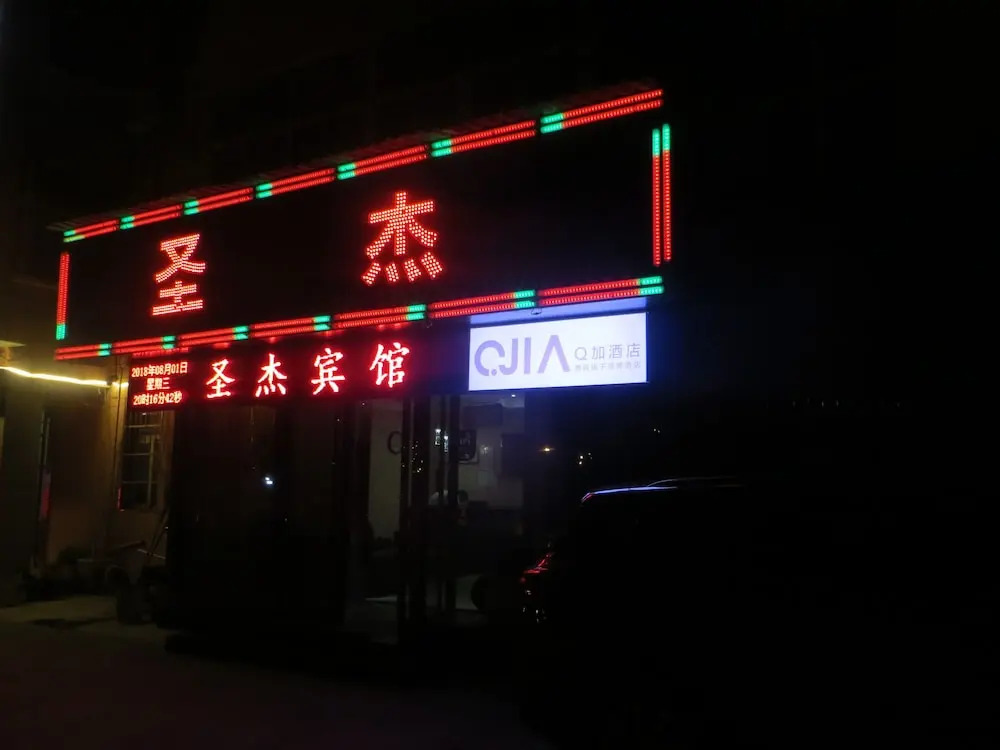 圣 杰
2018年08月01日
星期三
20时16分42秒
圣杰宾馆
QJIA
Q加酒店